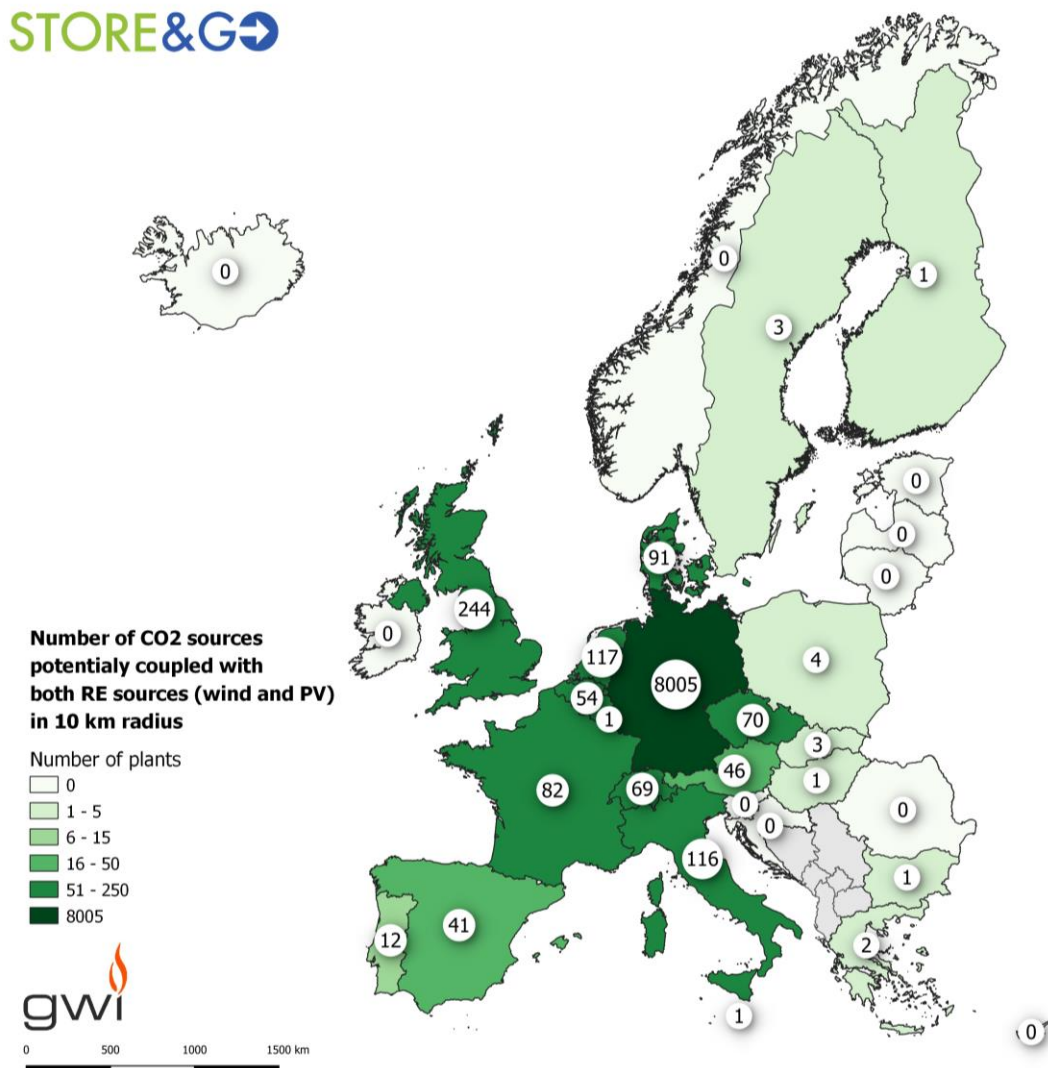 STORE&GO
0
0
3
1
0
0
0
91
244
0
117
8005
4
54
1
70
3
46
1
82
69
0
0
0
116
1
41
12
2
1
0
Number of CO2 sources
potentialy coupled with
both RE sources (wind and PV)
in 10 km radius
Number of plants
0
1 - 5
6 - 15
16 - 50
51 - 250
8005
gwi
0 500 1000 1500 km